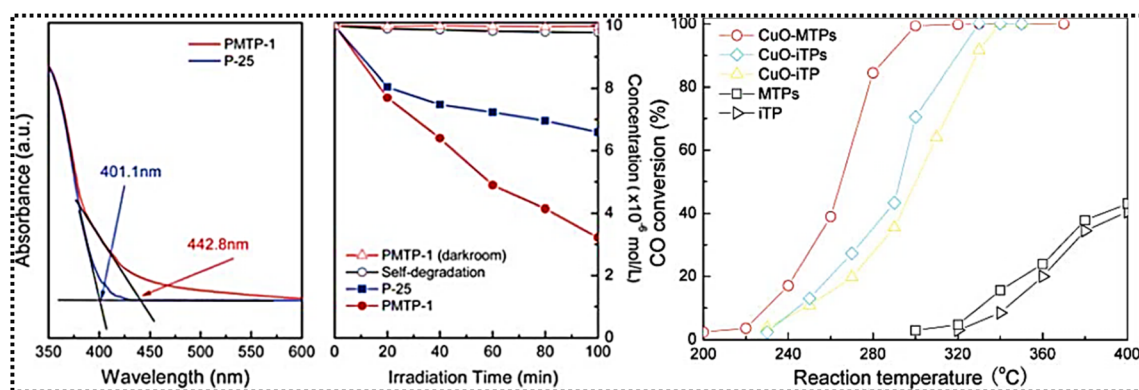 Absorbance (a.u.)
PMTP-1
P-25
401.1nm
442.8nm
350 400 450 500 550 600
Wavelength (nm)
PMTP-1 (darkroom)
Self-degradation
P-25
PMTP-1
0 20 40 60 80 100
Irradiation Time (min)
10
8
6
4
2
0
Concentration (x10⁻⁶ mol/L)
CO conversion (%)
100
80
60
40
20
0
CuO-MTPs
CuO-iTPs
CuO-iTP
MTPs
iTP
200 240 280 320 360 400
Reaction temperature (°C)